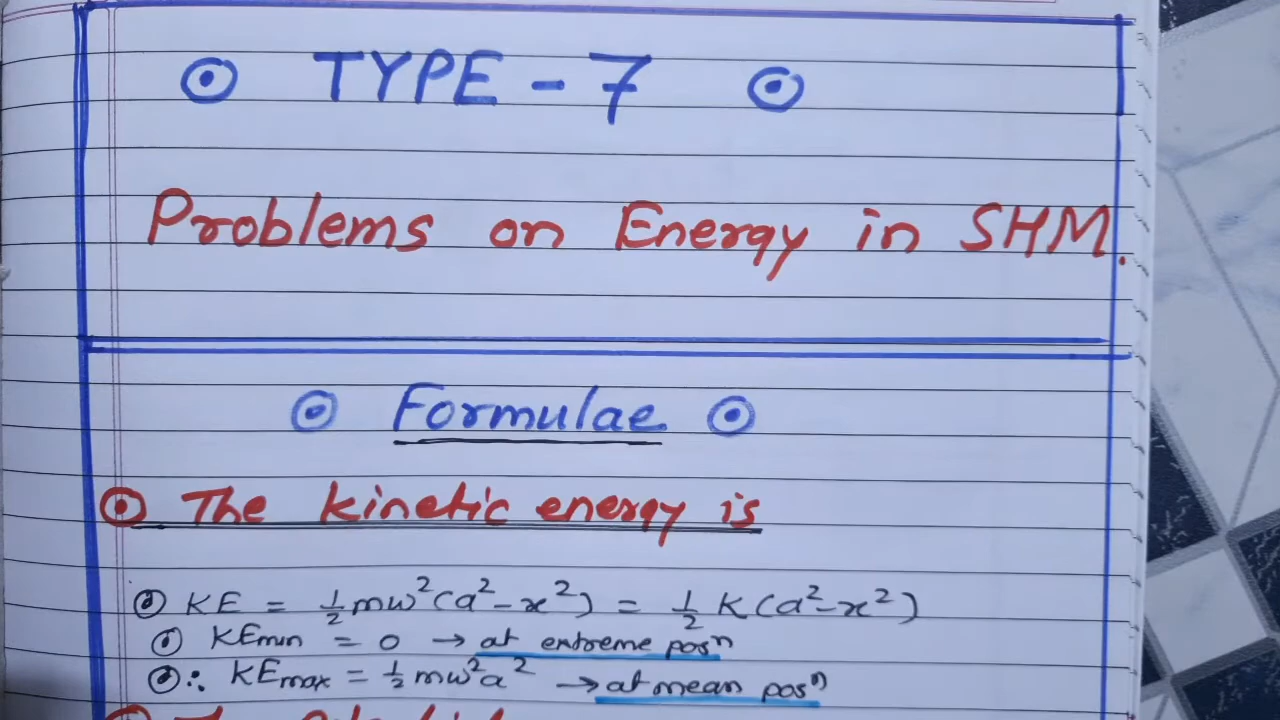 TYPE - 7
Problems on Energy in SHM.
Formulae
The kinetic energy is
KE = ½mω²(a²-x²) = ½ K(a²-x²)
KEmin = 0 → at extreme posⁿ
∴ KEmax = ½mω²a² → at mean posⁿ